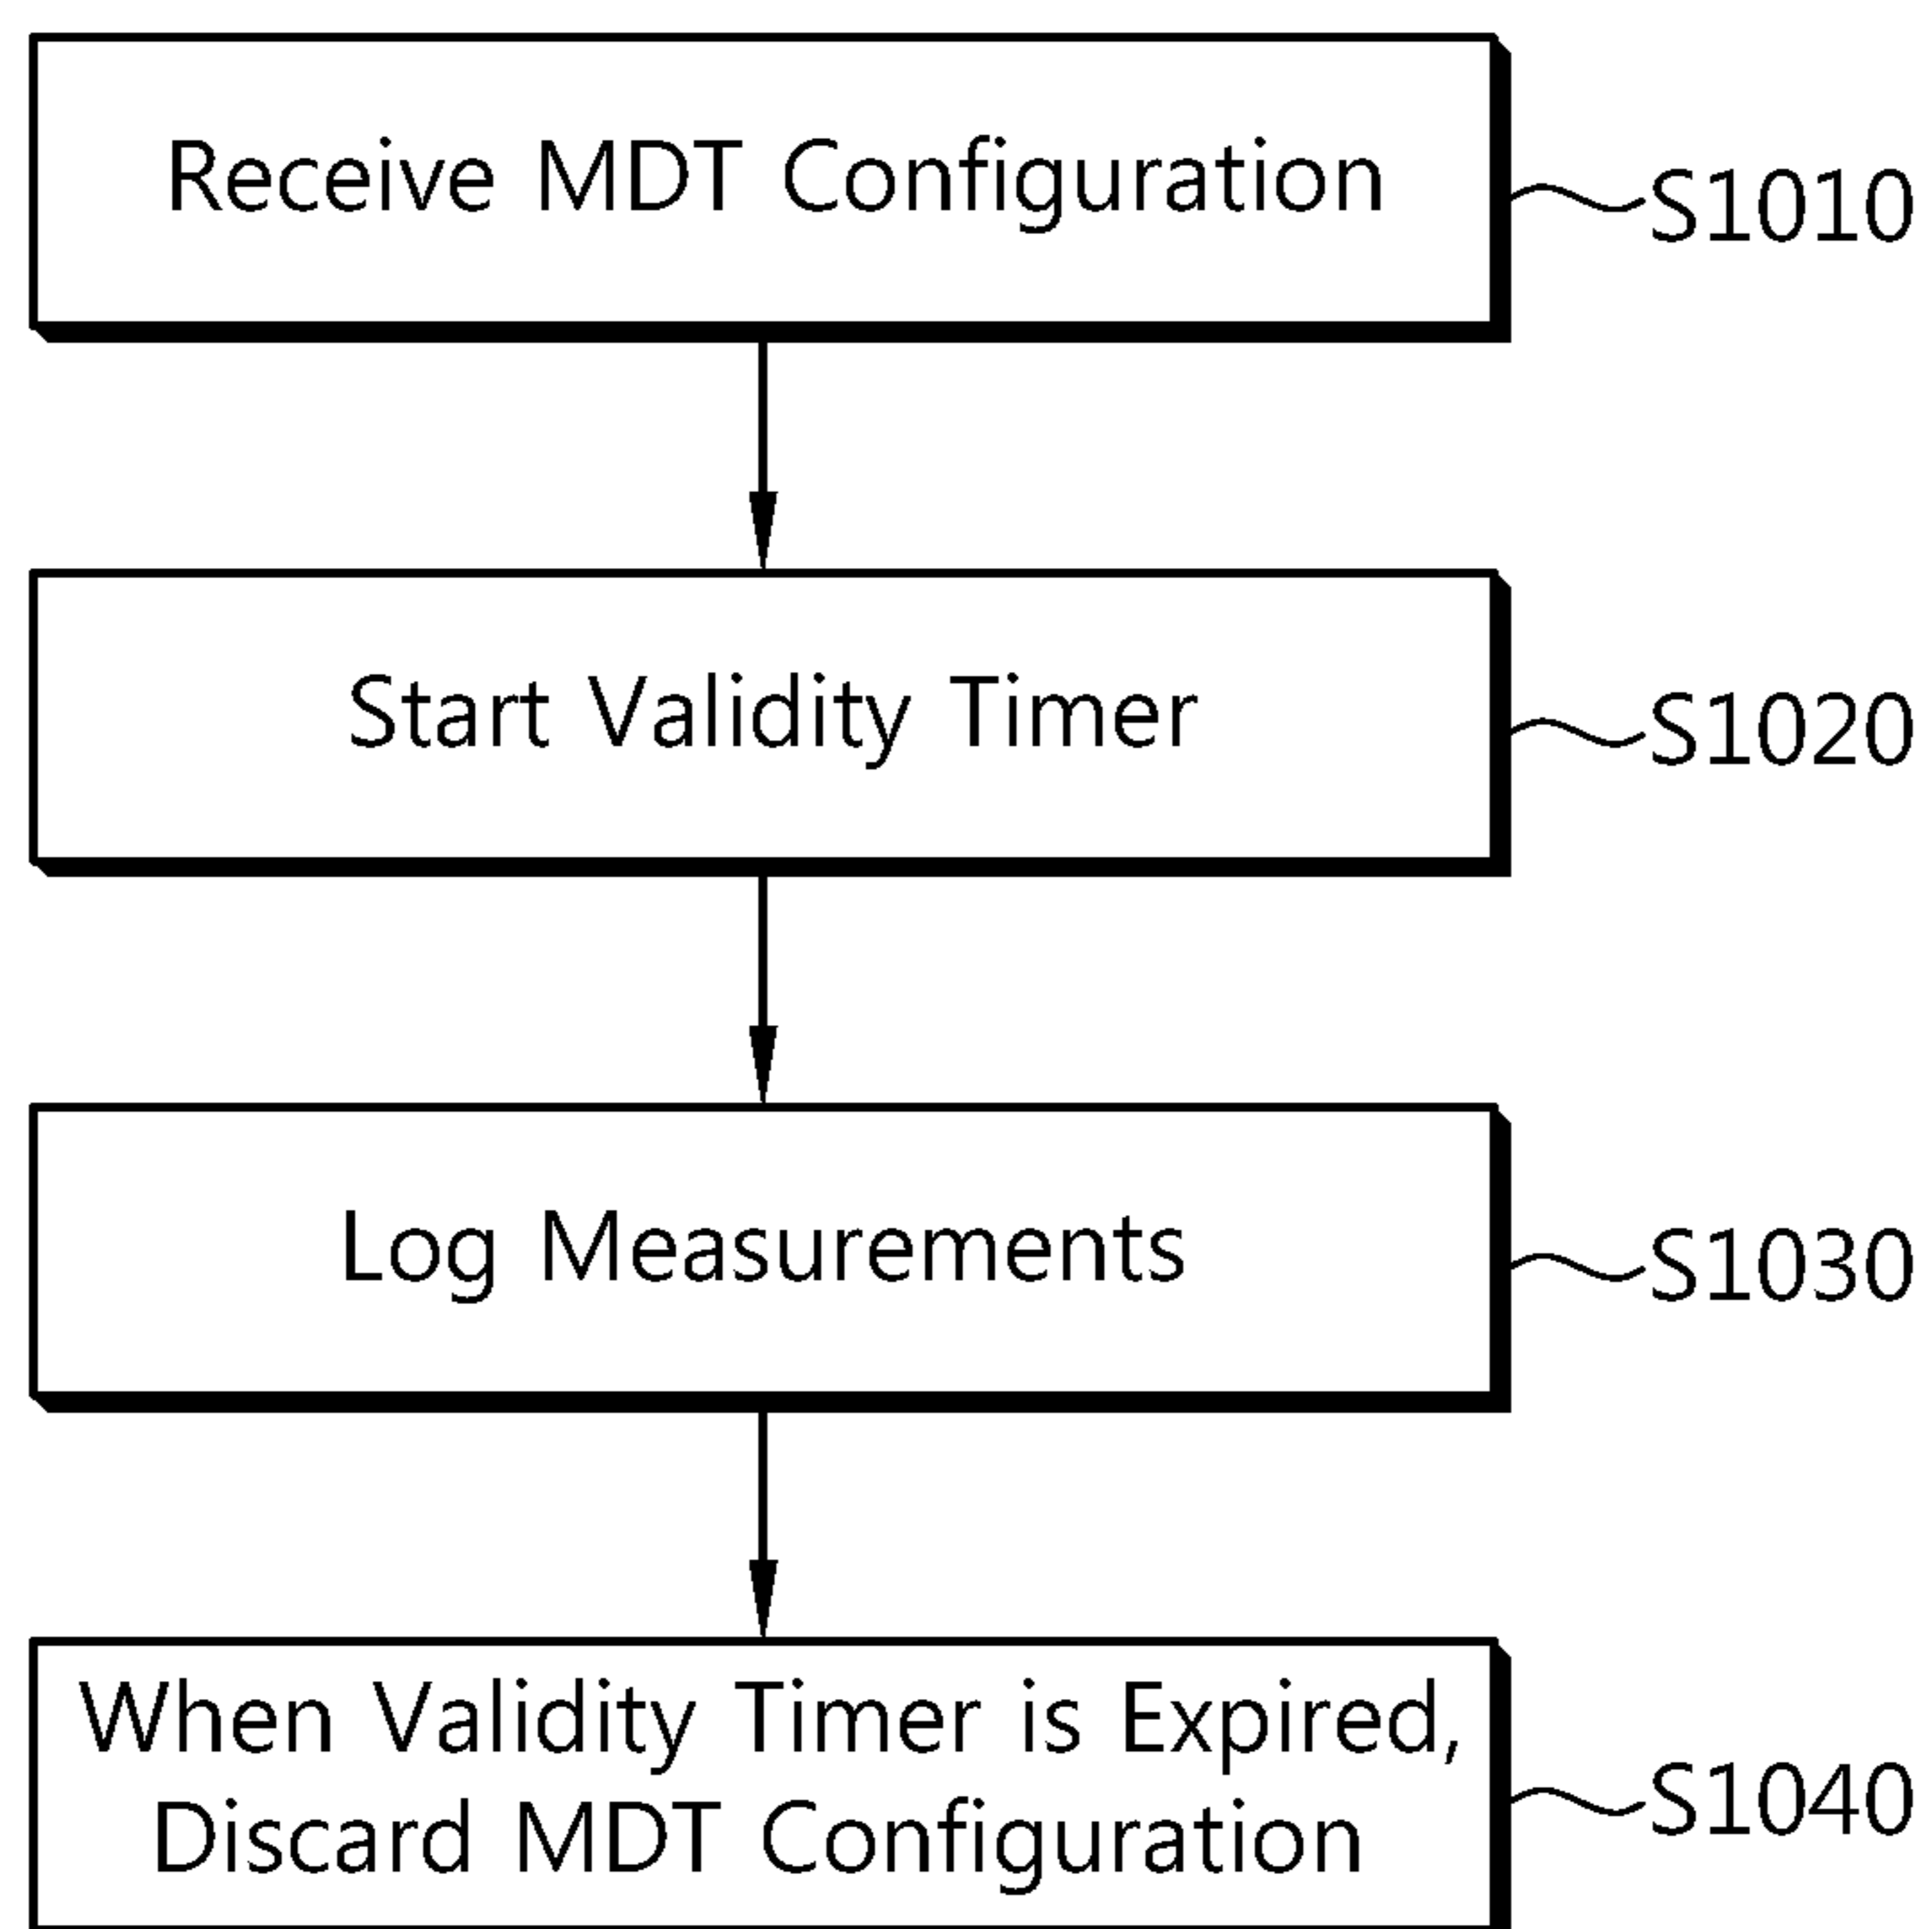 Receive MDT Configuration
S1010
Start Validity Timer
S1020
Log Measurements
S1030
When Validity Timer is Expired,
Discard MDT Configuration
S1040